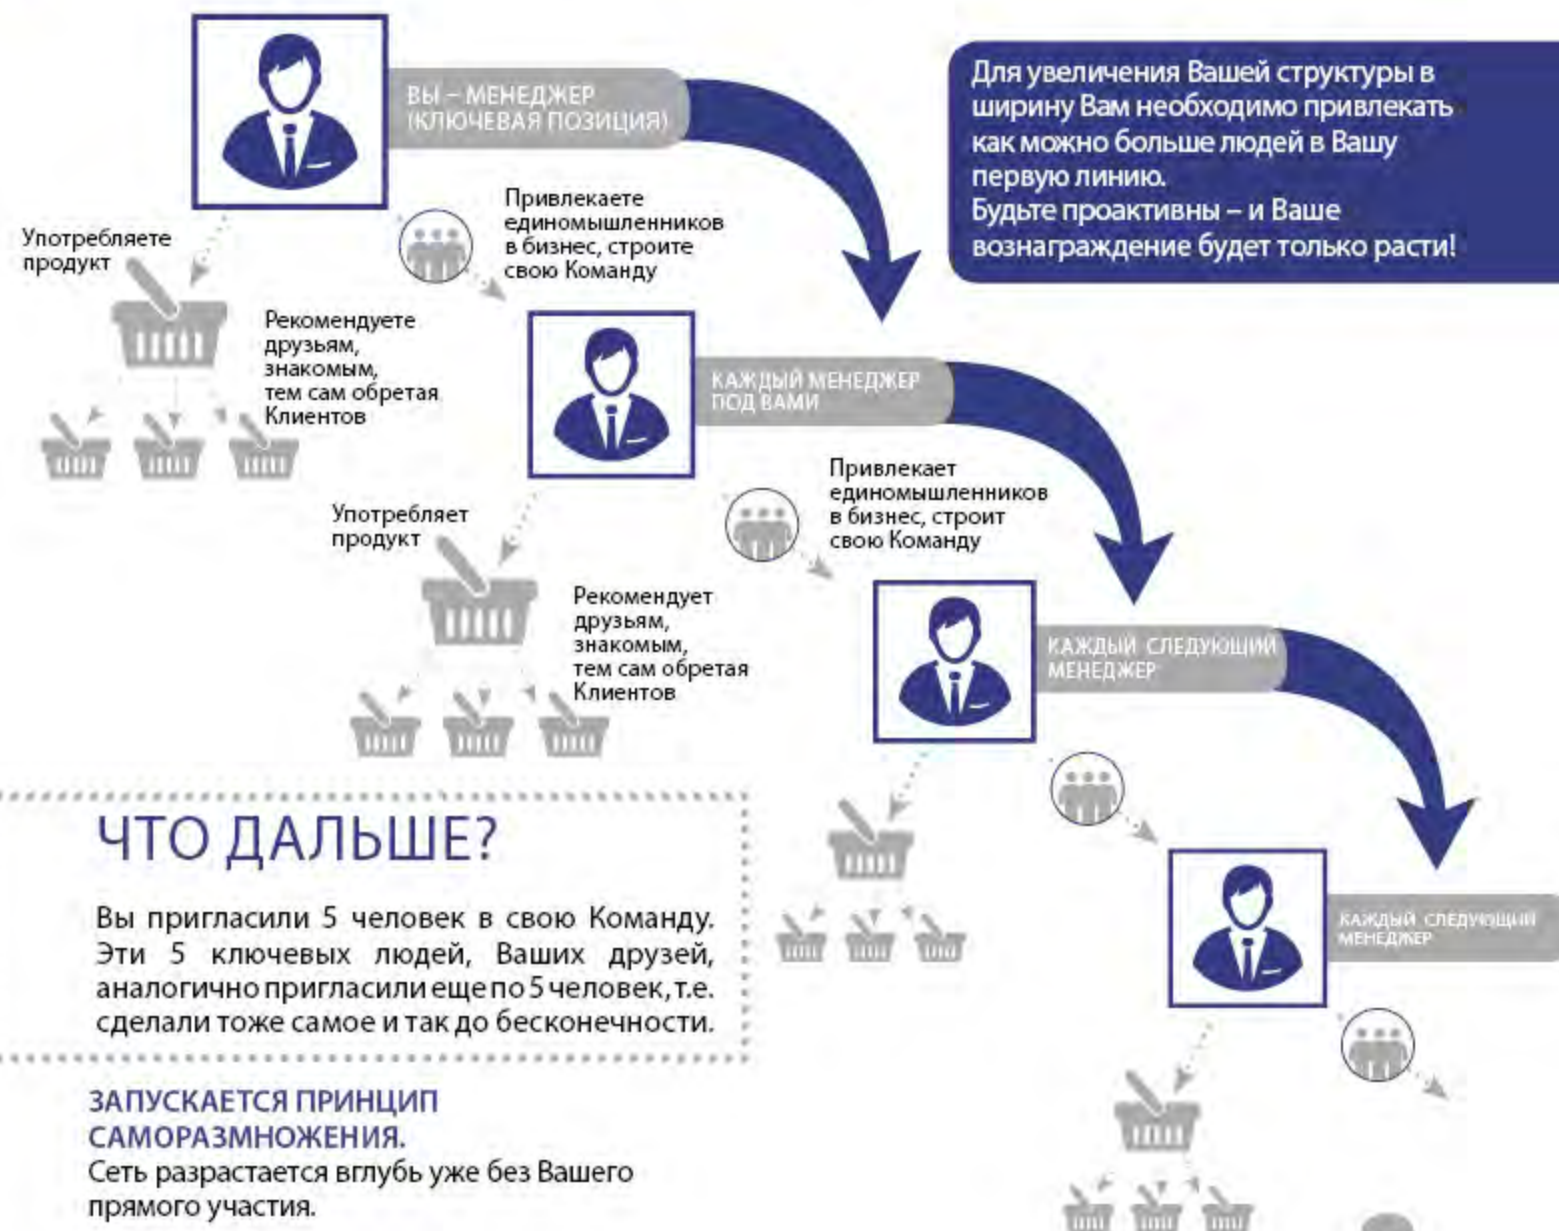 ВЫ – МЕНЕДЖЕР
(КЛЮЧЕВАЯ ПОЗИЦИЯ)
Для увеличения Вашей структуры в
ширину Вам необходимо привлекать
как можно больше людей в Вашу
первую линию.
Будьте проактивны – и Ваше
вознаграждение будет только расти!
Употребляете
продукт
Привлекаете
единомышленников
в бизнес, строите
свою Команду
Рекомендуете
друзьям,
знакомым,
тем сам обретая
Клиентов
КАЖДЫЙ МЕНЕДЖЕР
ПОД ВАМИ
Употребляет
продукт
Привлекает
единомышленников
в бизнес, строит
свою Команду
Рекомендует
друзьям,
знакомым,
тем сам обретая
Клиентов
КАЖДЫЙ СЛЕДУЮЩИЙ
МЕНЕДЖЕР
КАЖДЫЙ СЛЕДУЮЩИЙ
МЕНЕДЖЕР
ЧТО ДАЛЬШЕ?
Вы пригласили 5 человек в свою Команду.
Эти 5 ключевых людей, Ваших друзей,
аналогично пригласили еще по 5 человек, т.е.
сделали тоже самое и так до бесконечности.
ЗАПУСКАЕТСЯ ПРИНЦИП
САМОРАЗМНОЖЕНИЯ.
Сеть разрастается вглубь уже без Вашего
прямого участия.